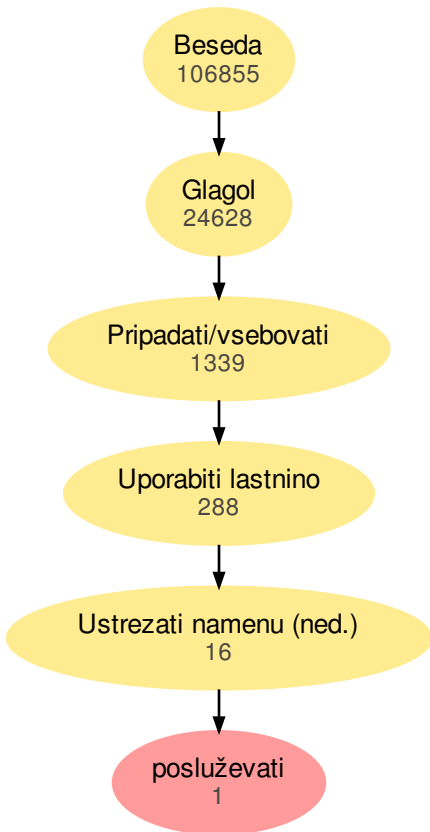 Beseda
106855
Glagol
24628
Pripadati/vsebovati
1339
Uporabiti lastnino
288
Ustrezati namenu (ned.)
16
posluževati
1